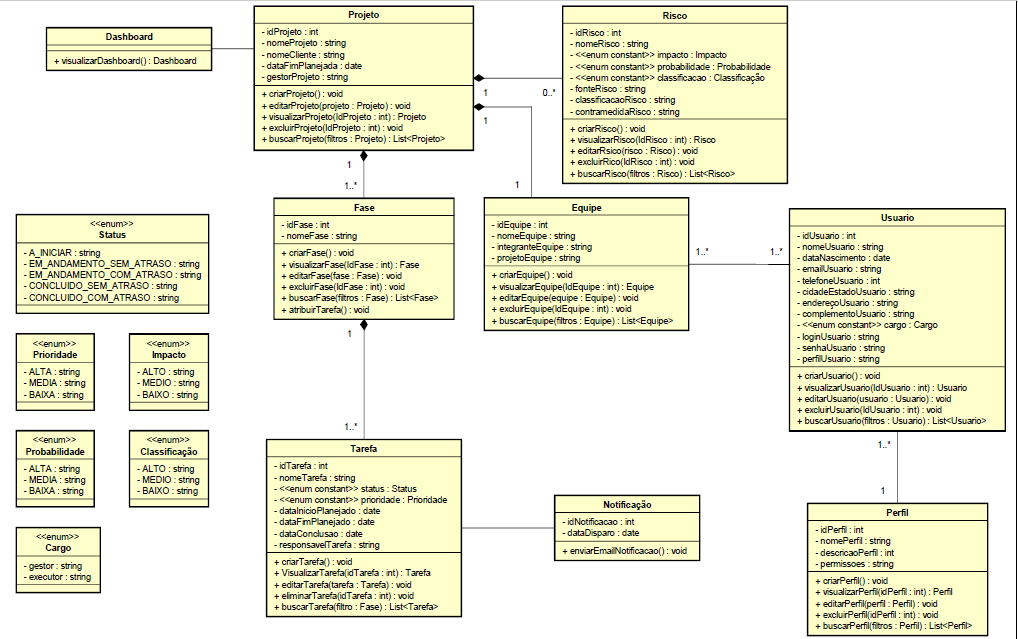 Dashboard
+ visualizarDashboard() : Dashboard
Projeto
- idProjeto : int
- nomeProjeto : string
- nomeCliente : string
- dataFimPlanejada : date
- gestorProjeto : string
+ criarProjeto() : void
+ editarProjeto(projeto : Projeto) : void
+ visualizarProjeto(IdProjeto : int) : Projeto
+ excluirProjeto(IdProjeto : int) : void
+ buscarProjeto(filtros : Projeto) : List<Projeto>
Risco
- idRisco : int
- nomeRisco : string
- <<enum constant>> impacto : Impacto
- <<enum constant>> probabilidade : Probabilidade
- <<enum constant>> classificacao : Classificação
- fonteRisco : string
- classificacaoRisco : string
- contramedidaRisco : string
+ criarRisco() : void
+ visualizarRisco(IdRisco : int) : Risco
+ editarRsico(risco : Risco) : void
+ excluirRico(IdRisco : int) : void
+ buscarRisco(filtros : Risco) : List<Risco>
1
0..*
1
1
1
1..*
Fase
- idFase : int
- nomeFase : string
+ criarFase() : void
+ visualizarFase(IdFase : int) : Fase
+ editarFase(fase : Fase) : void
+ excluirFase(IdFase : int) : void
+ buscarFase(filtros : Fase) : List<Fase>
+ atribuirTarefa() : void
Equipe
- idEquipe : int
- nomeEquipe : string
- integranteEquipe : string
- projetoEquipe : string
+ criarEquipe() : void
+ visualizarEquipe(IdEquipe : int) : Equipe
+ editarEquipe(equipe : Equipe) : void
+ excluirEquipe(IdEquipe : int) : void
+ buscarEquipe(filtros : Equipe) : List<Equipe>
1..*
1..*
Usuario
- idUsuario : int
- nomeUsuario : string
- dataNascimento : date
- emailUsuario : string
- telefoneUsuario : int
- cidadeEstadoUsuario : string
- endereçoUsuario : string
- complementoUsuario : string
- <<enum constant>> cargo : Cargo
- loginUsuario : string
- senhaUsuario : string
- perfilUsuario : string
+ criarUsuario() : void
+ visualizarUsuario(IdUsuario : int) : Usuario
+ editarUsuario(usuario : Usuario) : void
+ excluirUsuario(IdUsuario : int) : void
+ buscarUsuario(filtros : Usuario) : List<Usuario>
<<enum>>
Status
- A_INICIAR : string
- EM_ANDAMENTO_SEM_ATRASO : string
- EM_ANDAMENTO_COM_ATRASO : string
- CONCLUIDO_SEM_ATRASO : string
- CONCLUIDO_COM_ATRASO : string
<<enum>>
Prioridade
- ALTA : string
- MEDIA : string
- BAIXA : string
<<enum>>
Impacto
- ALTO : string
- MEDIO : string
- BAIXO : string
<<enum>>
Probabilidade
- ALTA : string
- MEDIA : string
- BAIXA : string
<<enum>>
Classificação
- ALTO : string
- MEDIO : string
- BAIXO : string
<<enum>>
Cargo
- gestor : string
- executor : string
1
1..*
Tarefa
- idTarefa : int
- nomeTarefa : string
- <<enum constant>> status : Status
- <<enum constant>> prioridade : Prioridade
- dataInicioPlanejado : date
- dataFimPlanejado : date
- dataConclusao : date
- responsavelTarefa : string
+ criarTarefa() : void
+ VisualizarTarefa(idTarefa : int) : Tarefa
+ editarTarefa(tarefa : Tarefa) : void
+ eliminarTarefa(idTarefa : int) : void
+ buscarTarefa(filtro : Fase) : List<Tarefa>
Notificação
- idNotificacao : int
- dataDisparo : date
+ enviarEmailNotificacao() : void
1..*
1
Perfil
- idPerfil : int
- nomePerfil : string
- descricaoPerfil : int
- permissoes : string
+ criarPerfil() : void
+ visualizarPerfil(idPerfil : int) : Perfil
+ editarPerfil(perfil : Perfil) : void
+ excluirPerfil(idPerfil : int) : void
+ buscarPerfil(filtros : Perfil) : List<Perfil>